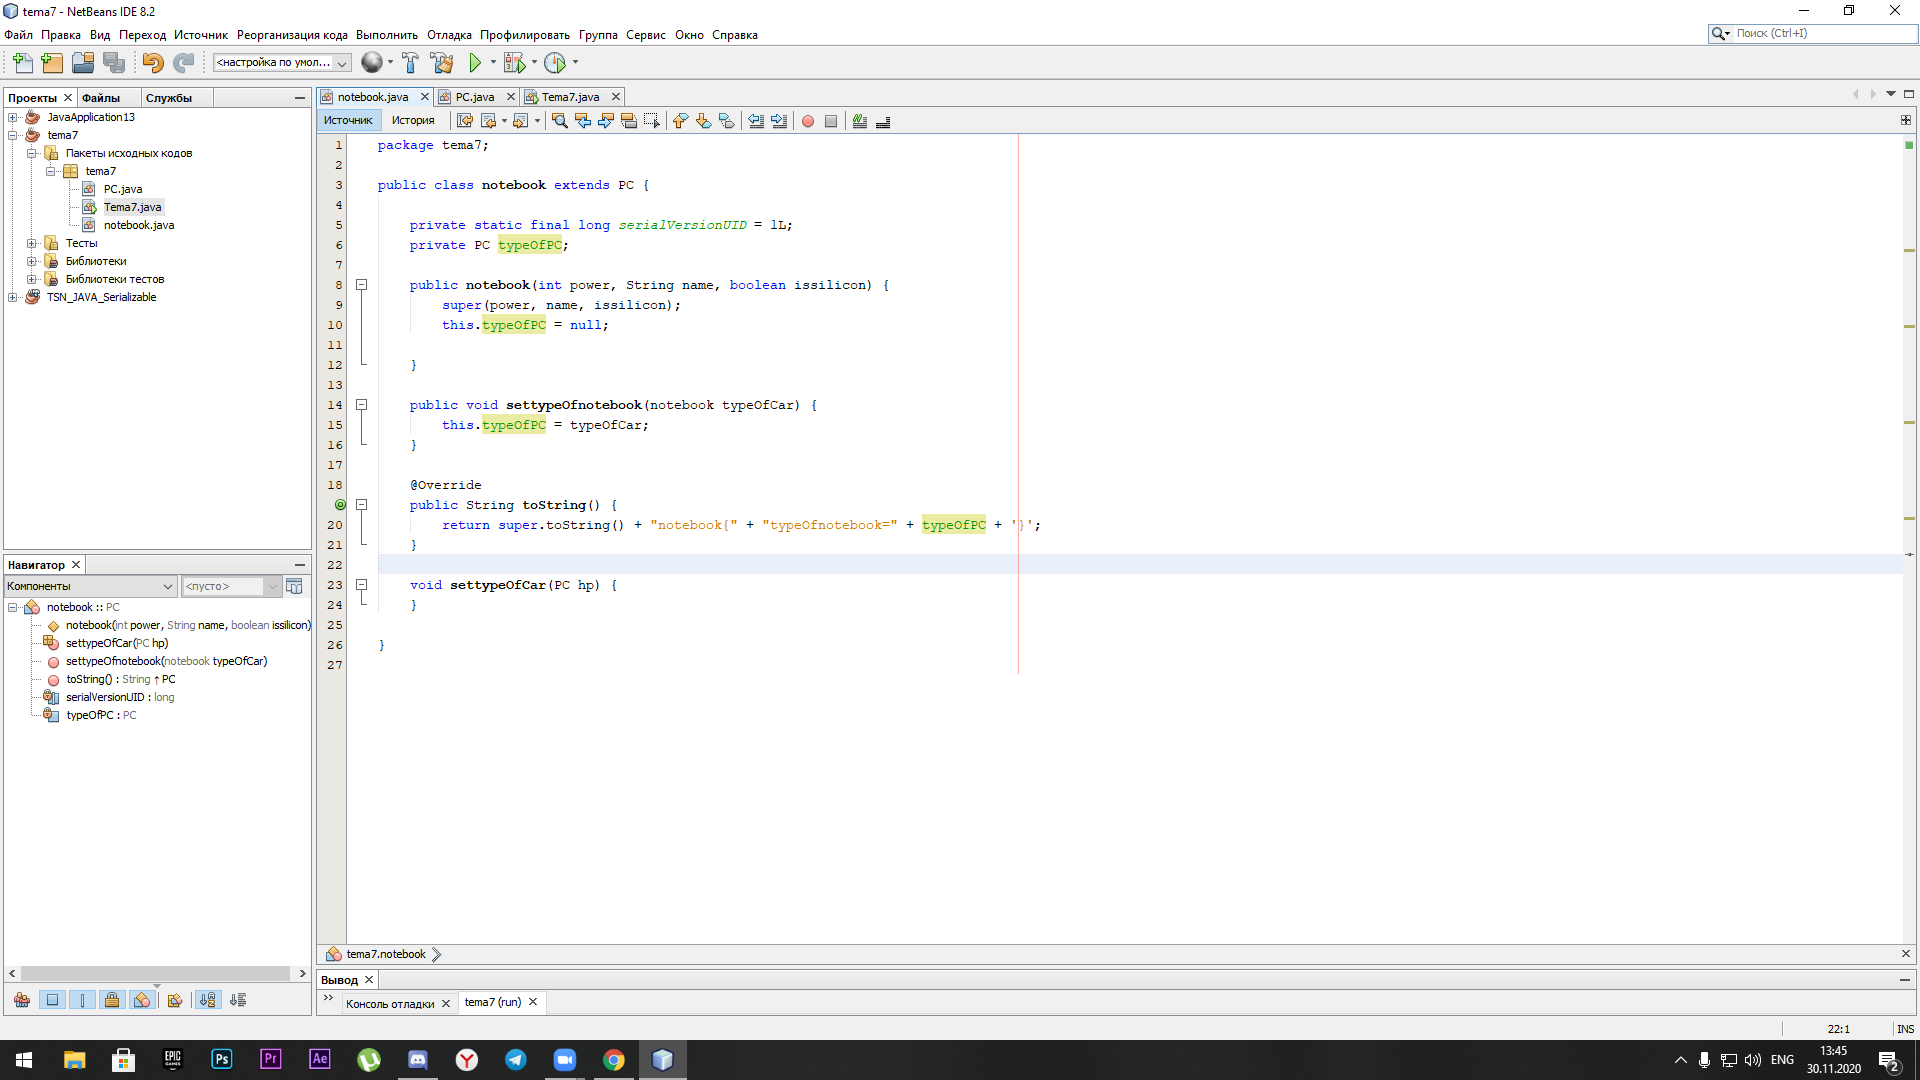 tema7 - NetBeans IDE 8.2
Файл Правка Вид Переход Источник Реорганизация кода Выполнить Отладка Профилировать Группа Сервис Окно Справка
Поиск (Ctrl+I)
<настройка по умол...
Проекты Файлы Службы
JavaApplication13
tema7
Пакеты исходных кодов
tema7
PC.java
Tema7.java
notebook.java
Тесты
Библиотеки
Библиотеки тестов
TSN_JAVA_Serializable
Навигатор
Компоненты <пусто>
notebook :: PC
notebook(int power, String name, boolean issilicon)
settypeOfCar(PC hp)
settypeOfnotebook(notebook typeOfCar)
toString() : String ↑ PC
serialVersionUID : long
typeOfPC : PC
notebook.java PC.java Tema7.java
Источник История
1 package tema7;
2
3 public class notebook extends PC {
4
5 private static final long serialVersionUID = 1L;
6 private PC typeOfPC;
7
8 public notebook(int power, String name, boolean issilicon) {
9 super(power, name, issilicon);
10 this.typeOfPC = null;
11
12 }
13
14 public void settypeOfnotebook(notebook typeOfCar) {
15 this.typeOfPC = typeOfCar;
16 }
17
18 @Override
public String toString() {
20 return super.toString() + "notebook{" + "typeOfnotebook=" + typeOfPC + '}';
21 }
22
23 void settypeOfCar(PC hp) {
24 }
25
26 }
27
tema7.notebook
Вывод
Консоль отладки tema7 (run)
22:1 INS
EPIC GAMES Ps Pr Ae
ENG
13:45
30.11.2020
2